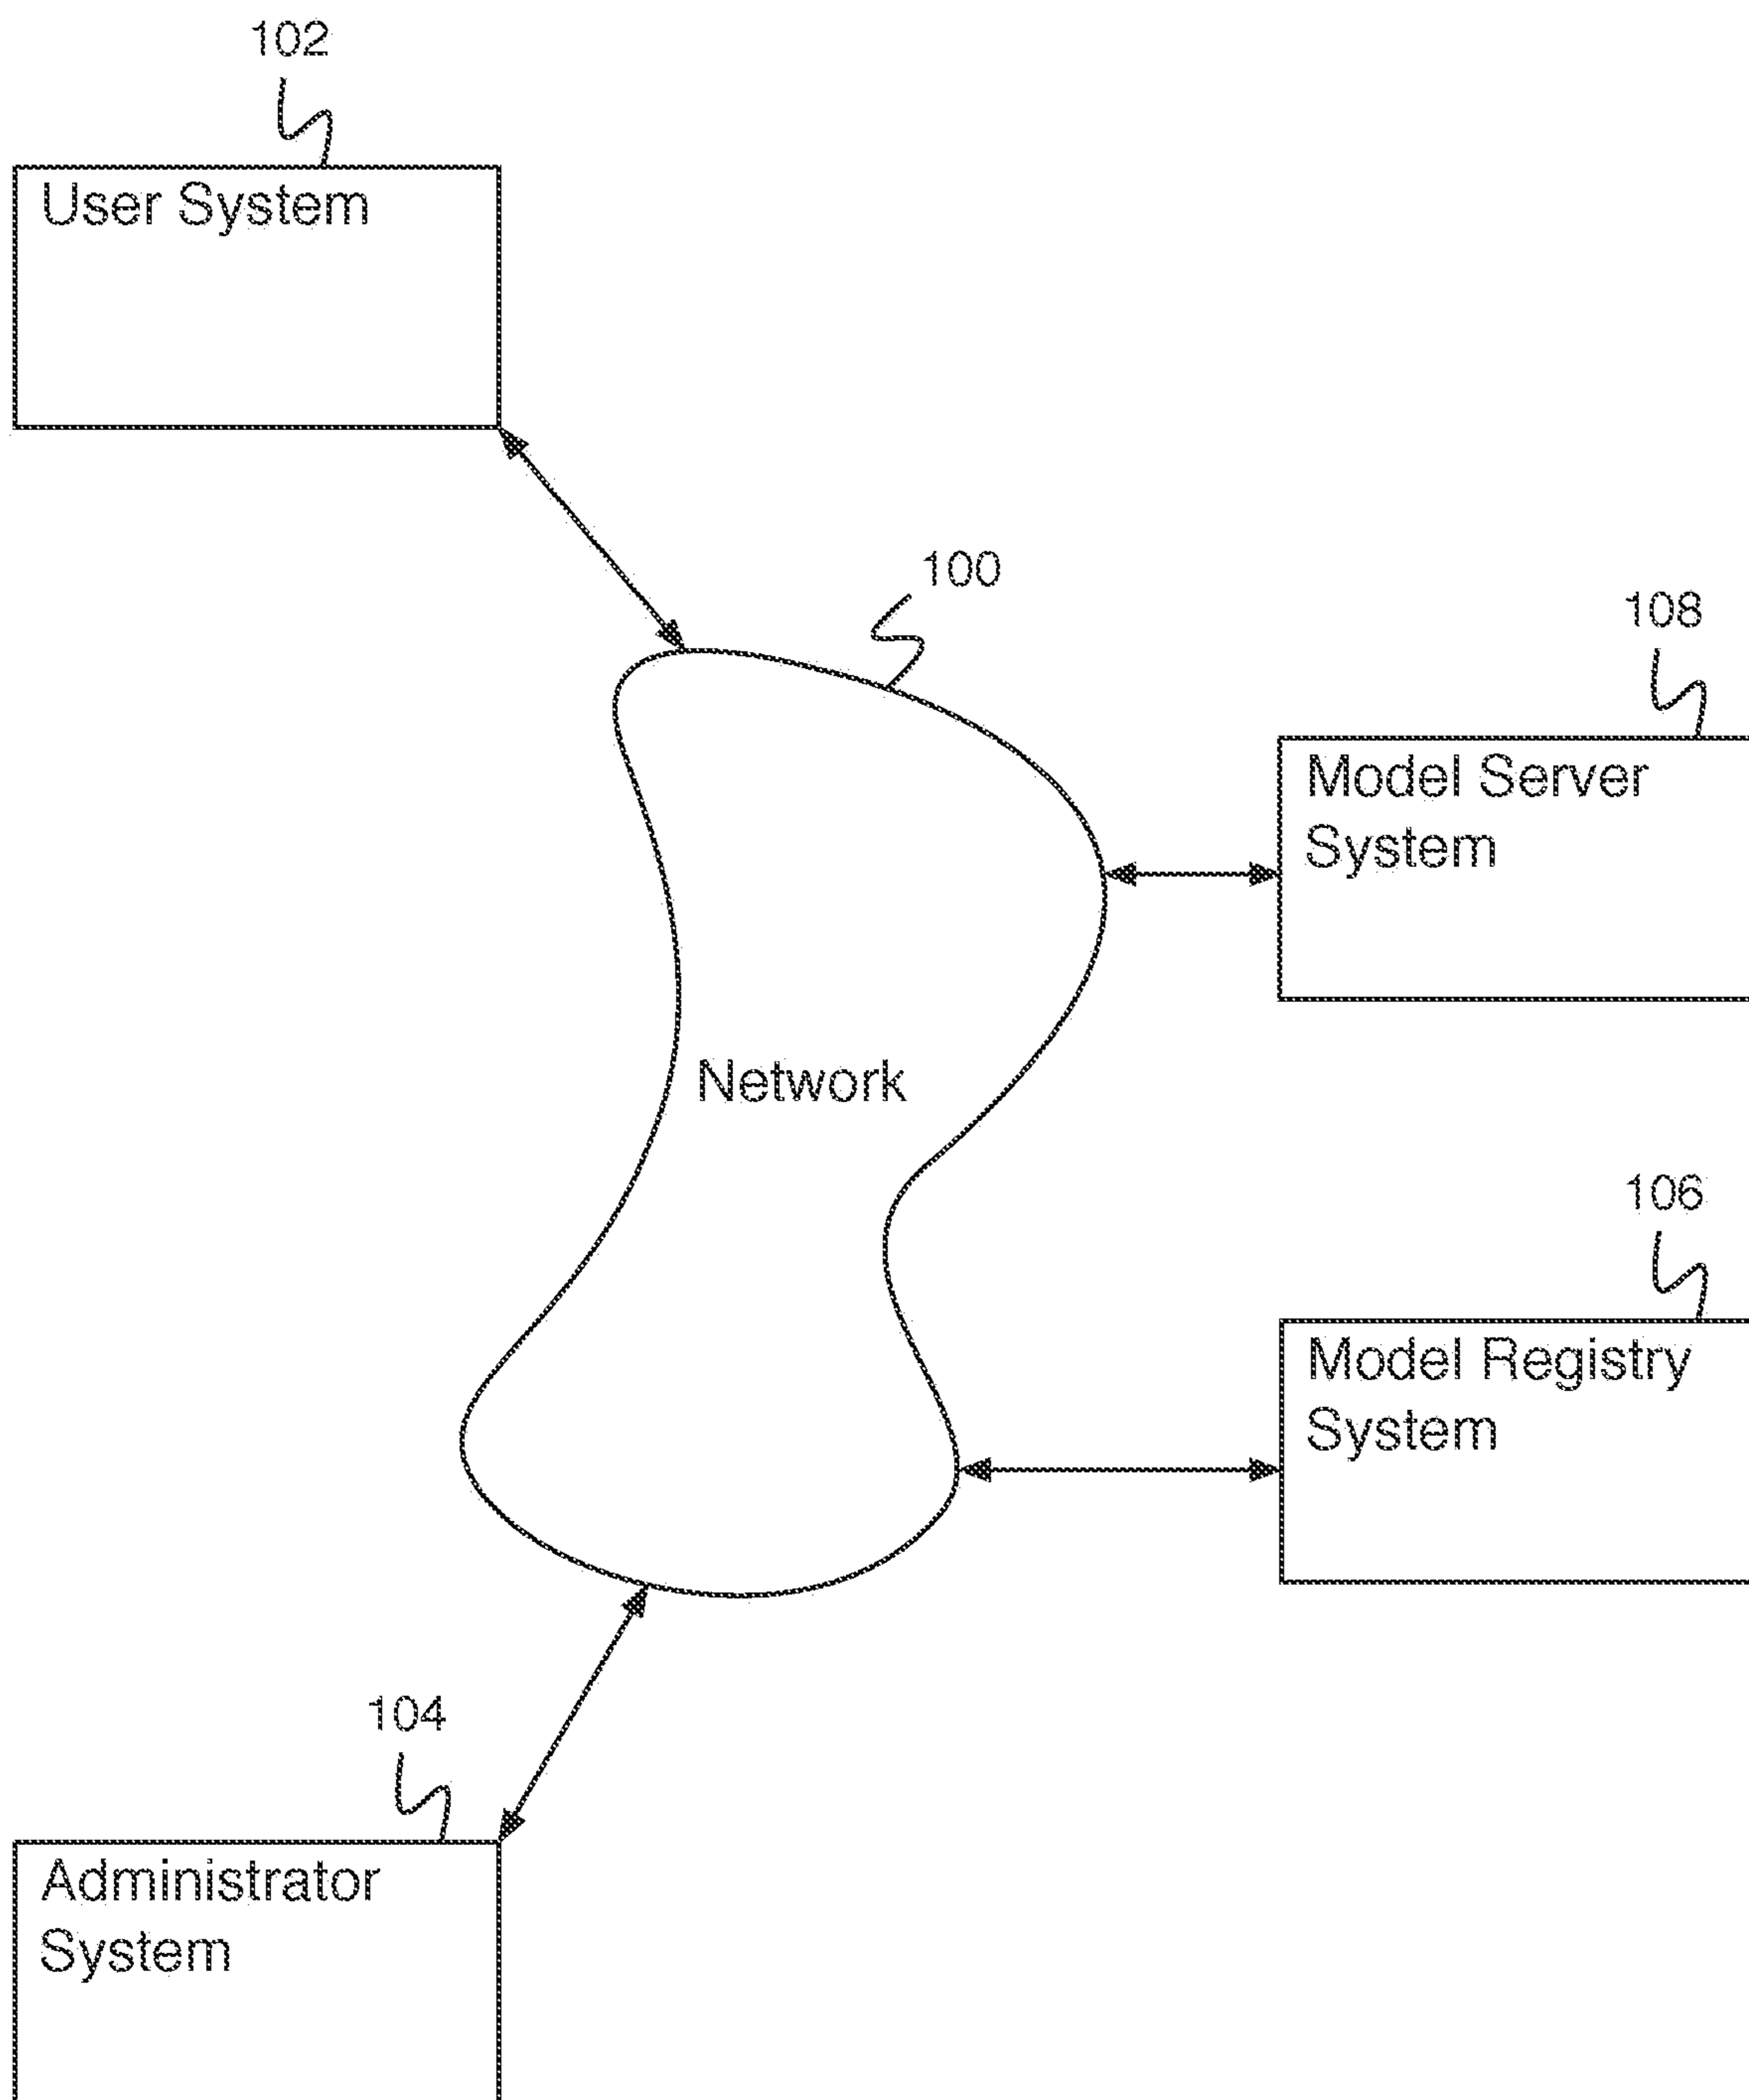 102
User System
100
108
Model Server
System
Network
106
Model Registry
System
104
Administrator
System